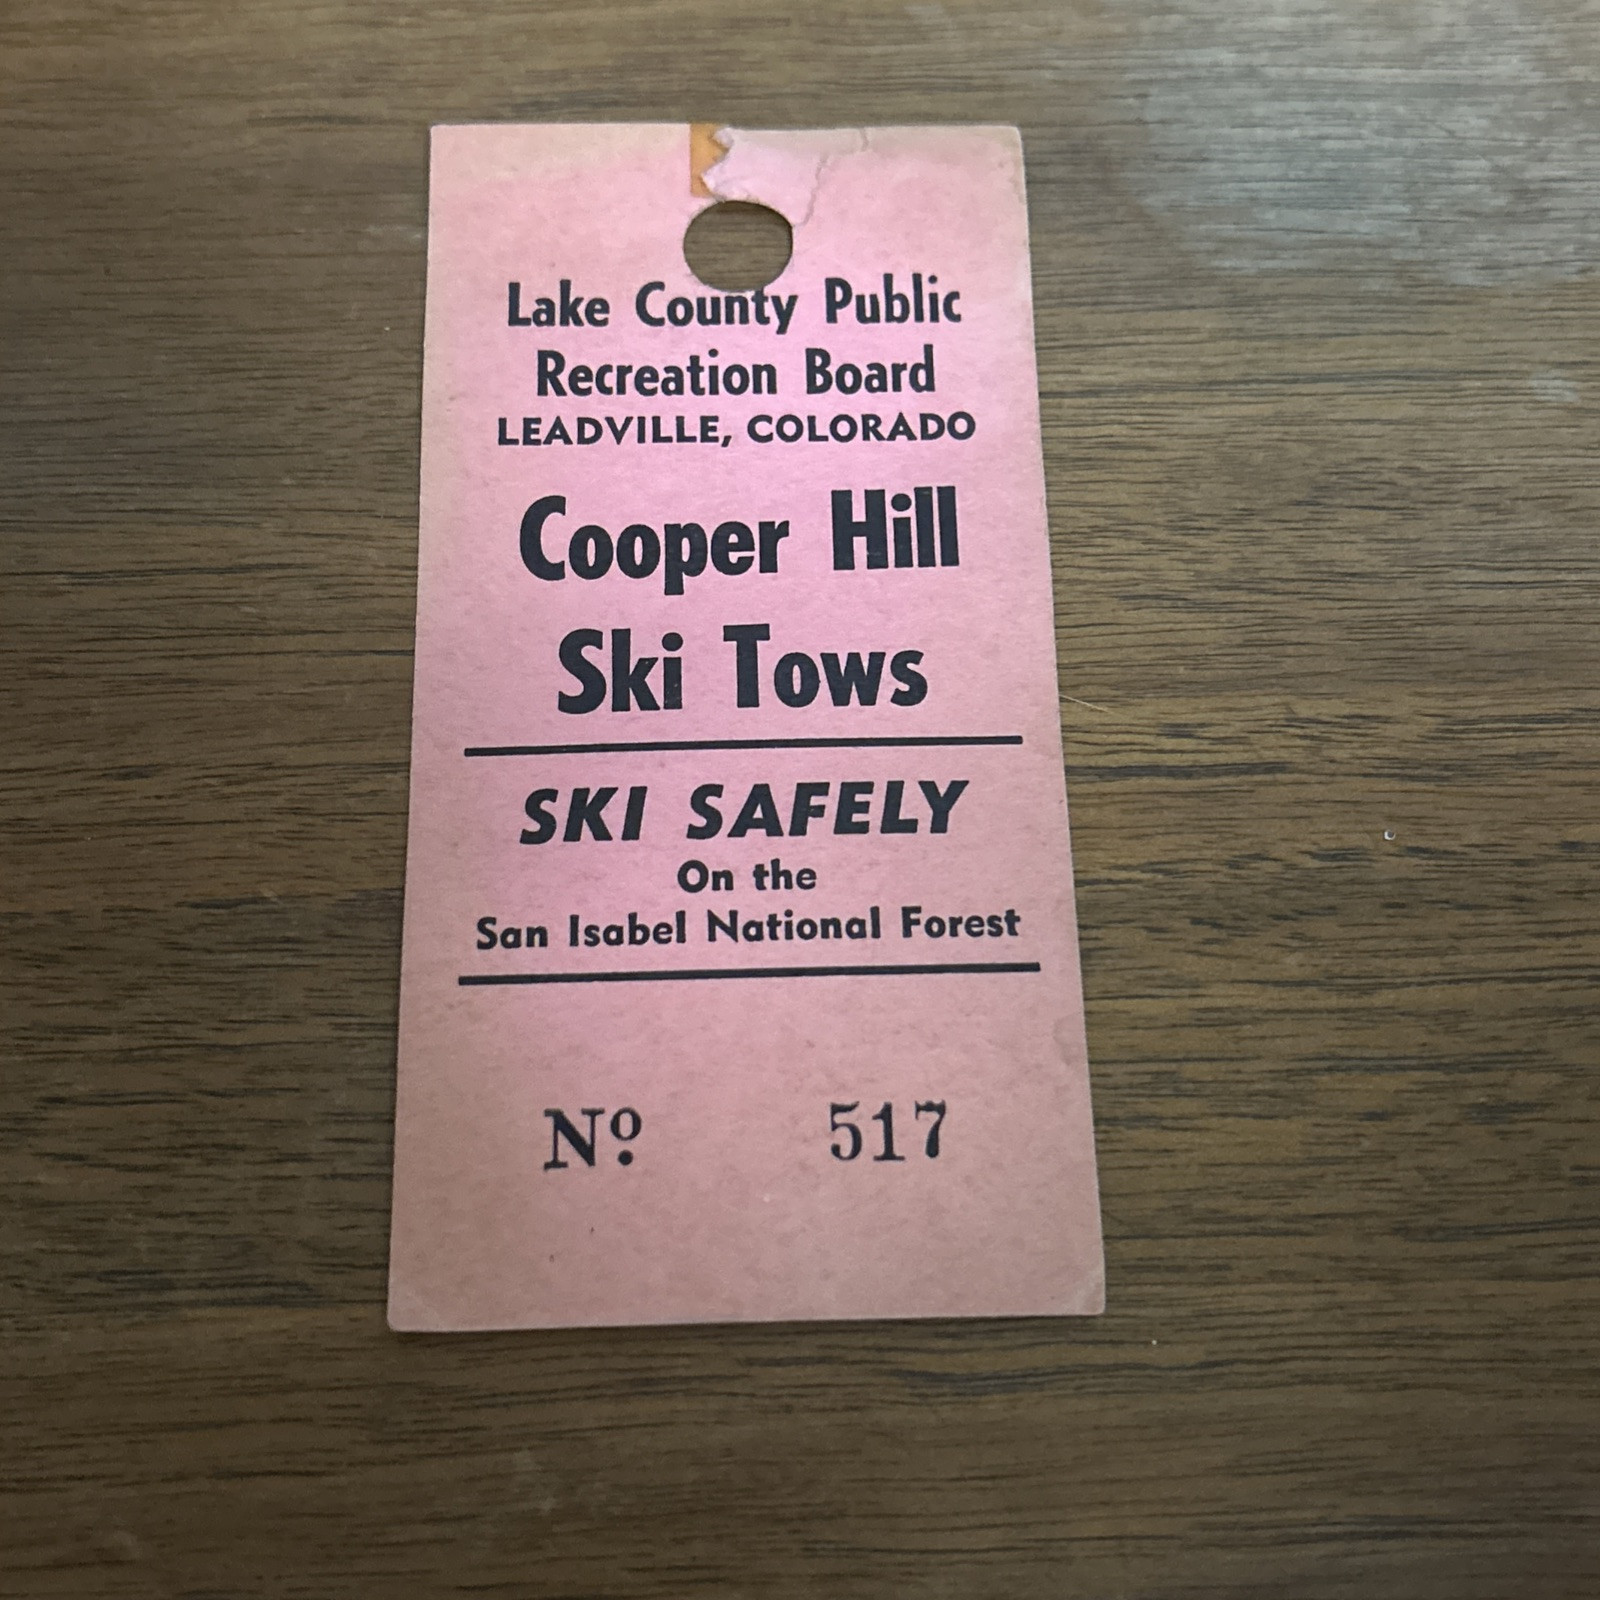 Lake County Public
Recreation Board
LEADVILLE, COLORADO
Cooper Hill
Ski Tows
SKI SAFELY
On the
San Isabel National Forest
Nº 517